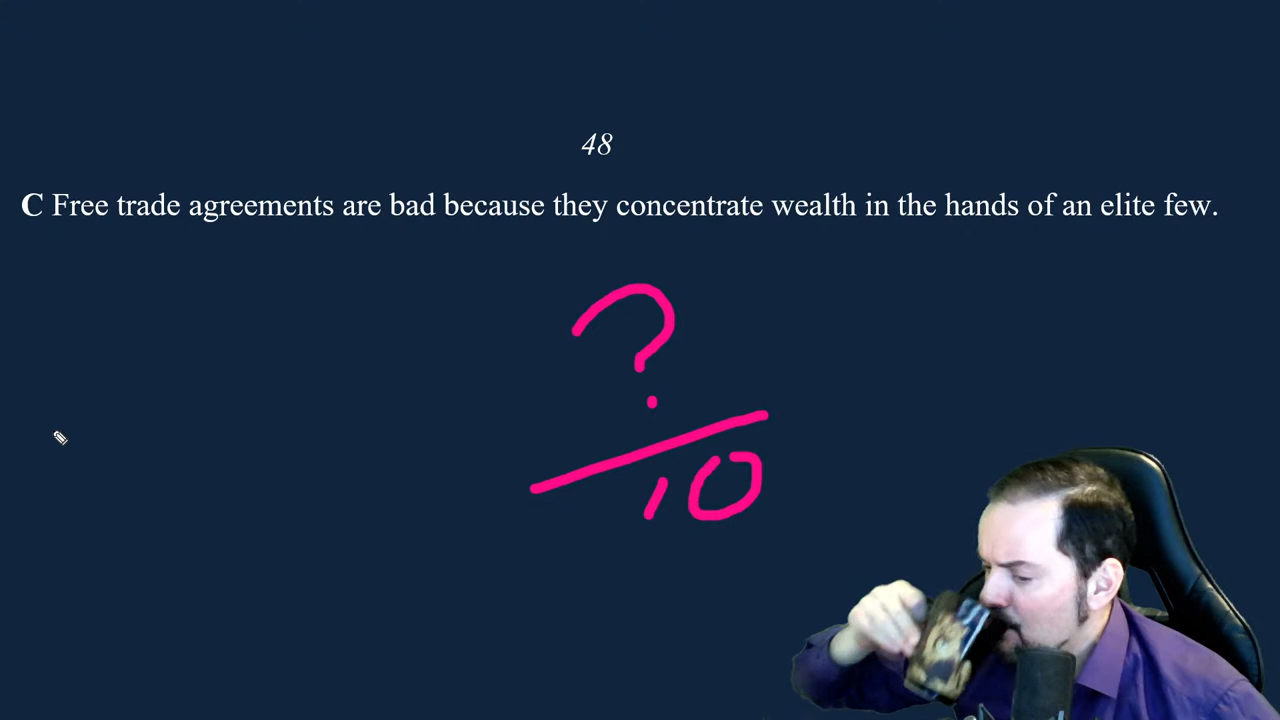 48
C Free trade agreements are bad because they concentrate wealth in the hands of an elite few.
?
10